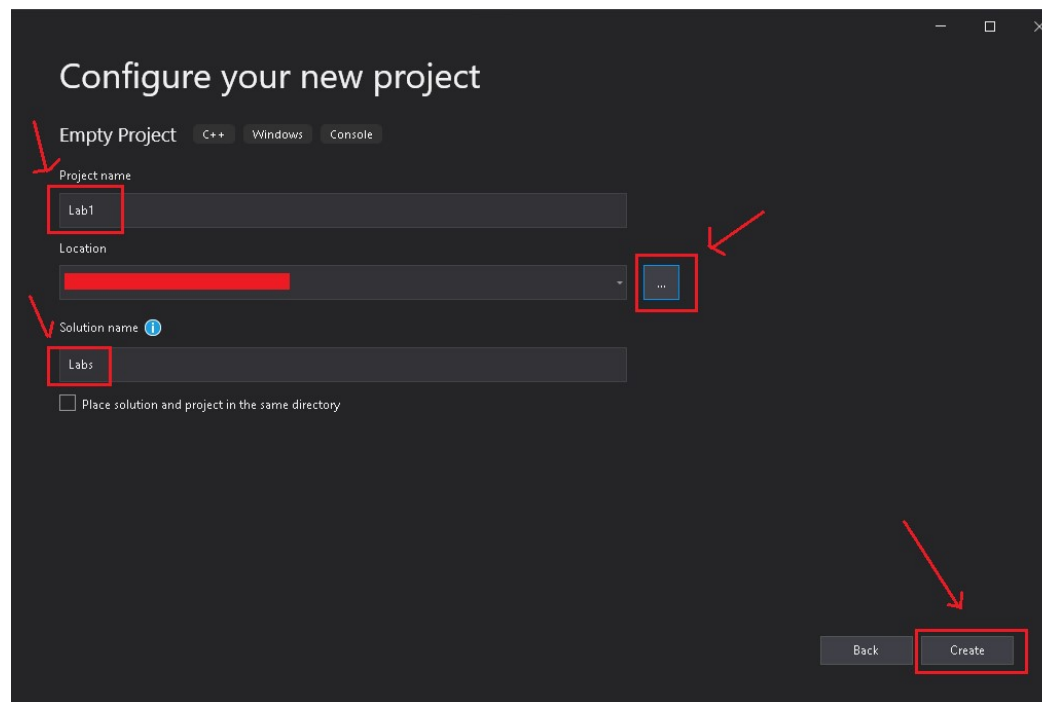 Configure your new project
Empty Project C++ Windows Console
Project name
Lab1
Location
...
Solution name i
Labs
Place solution and project in the same directory
Back Create